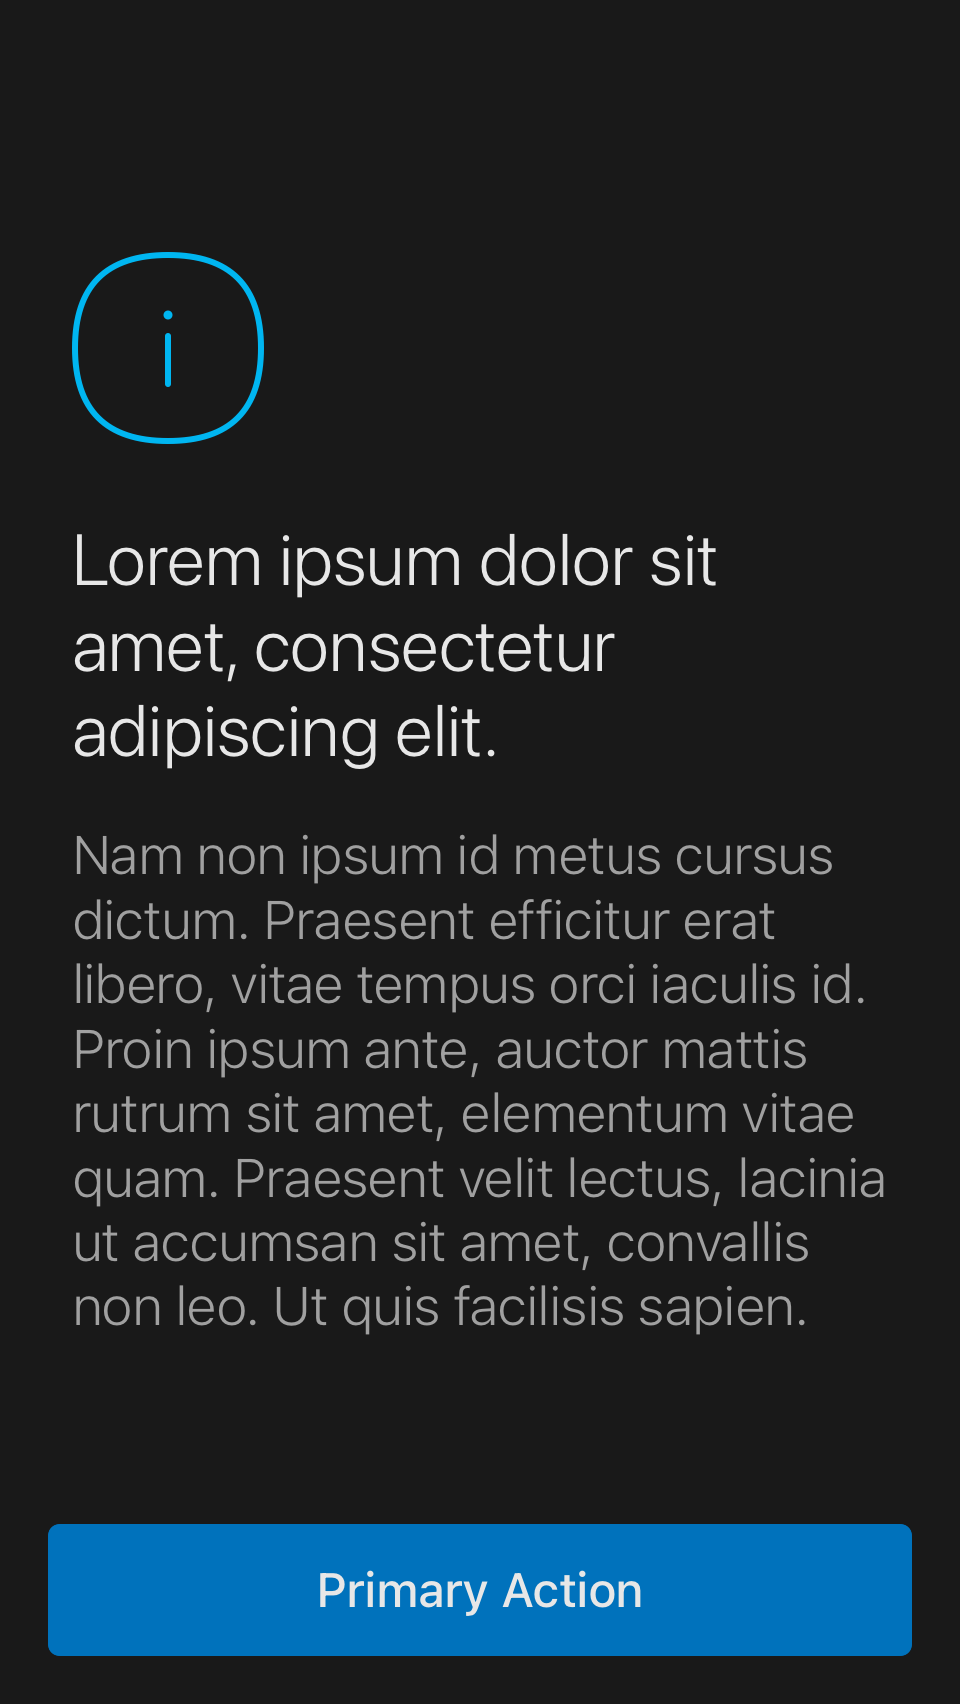 Lorem ipsum dolor sit
amet, consectetur
adipiscing elit.
Nam non ipsum id metus cursus
dictum. Praesent efficitur erat
libero, vitae tempus orci iaculis id.
Proin ipsum ante, auctor mattis
rutrum sit amet, elementum vitae
quam. Praesent velit lectus, lacinia
ut accumsan sit amet, convallis
non leo. Ut quis facilisis sapien.
Primary Action